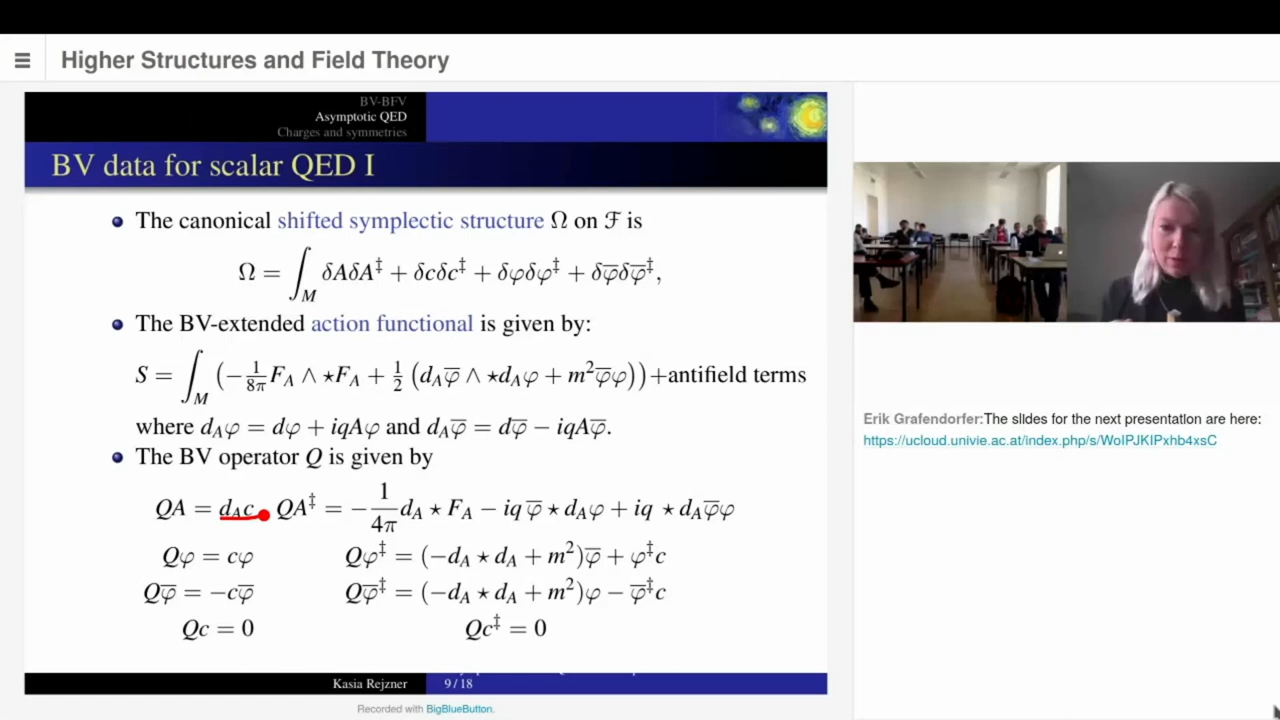 Higher Structures and Field Theory
BV-BFV
Asymptotic QED
Charges and symmetries
BV data for scalar QED I
The canonical shifted symplectic structure Ω on ℱ is
Ω = ∫_M δAδA^‡ + δcδc^‡ + δφδφ^‡ + δφ̅δφ̅^‡,
The BV-extended action functional is given by:
S = ∫_M (−1/8π F_A ∧ ⋆F_A + 1/2 (d_Aφ̅ ∧ ⋆d_Aφ + m²φ̅φ)) +antifield terms
where d_Aφ = dφ + iqAφ and d_Aφ̅ = dφ̅ − iqAφ̅.
The BV operator Q is given by
QA = d_Ac QA^‡ = −1/4π d_A ⋆ F_A − iq φ̅ ⋆ d_Aφ + iq ⋆ d_Aφ̅φ
Qφ = cφ Qφ^‡ = (−d_A ⋆ d_A + m²)φ̅ + φ^‡c
Qφ̅ = −cφ̅ Qφ̅^‡ = (−d_A ⋆ d_A + m²)φ − φ̅^‡c
Qc = 0 Qc^‡ = 0
Kasia Rejzner 9 / 18
Erik Grafendorfer:The slides for the next presentation are here:
https://ucloud.univie.ac.at/index.php/s/WoIPJKIPxhb4xsC
Recorded with BigBlueButton.